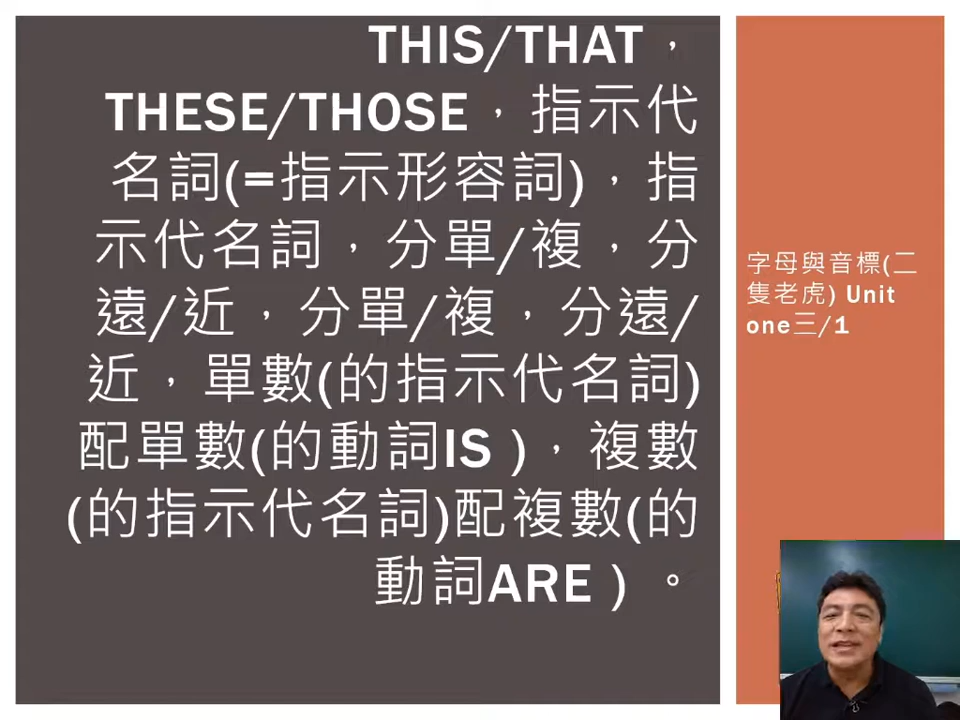 THIS/THAT，
THESE/THOSE，指示代
名詞(=指示形容詞)，指
示代名詞，分單/複，分
遠/近，分單/複，分遠/
近，單數(的指示代名詞)
配單數(的動詞IS )，複數
(的指示代名詞)配複數(的
動詞ARE ) 。
字母與音標(二
隻老虎) Unit
one三/1